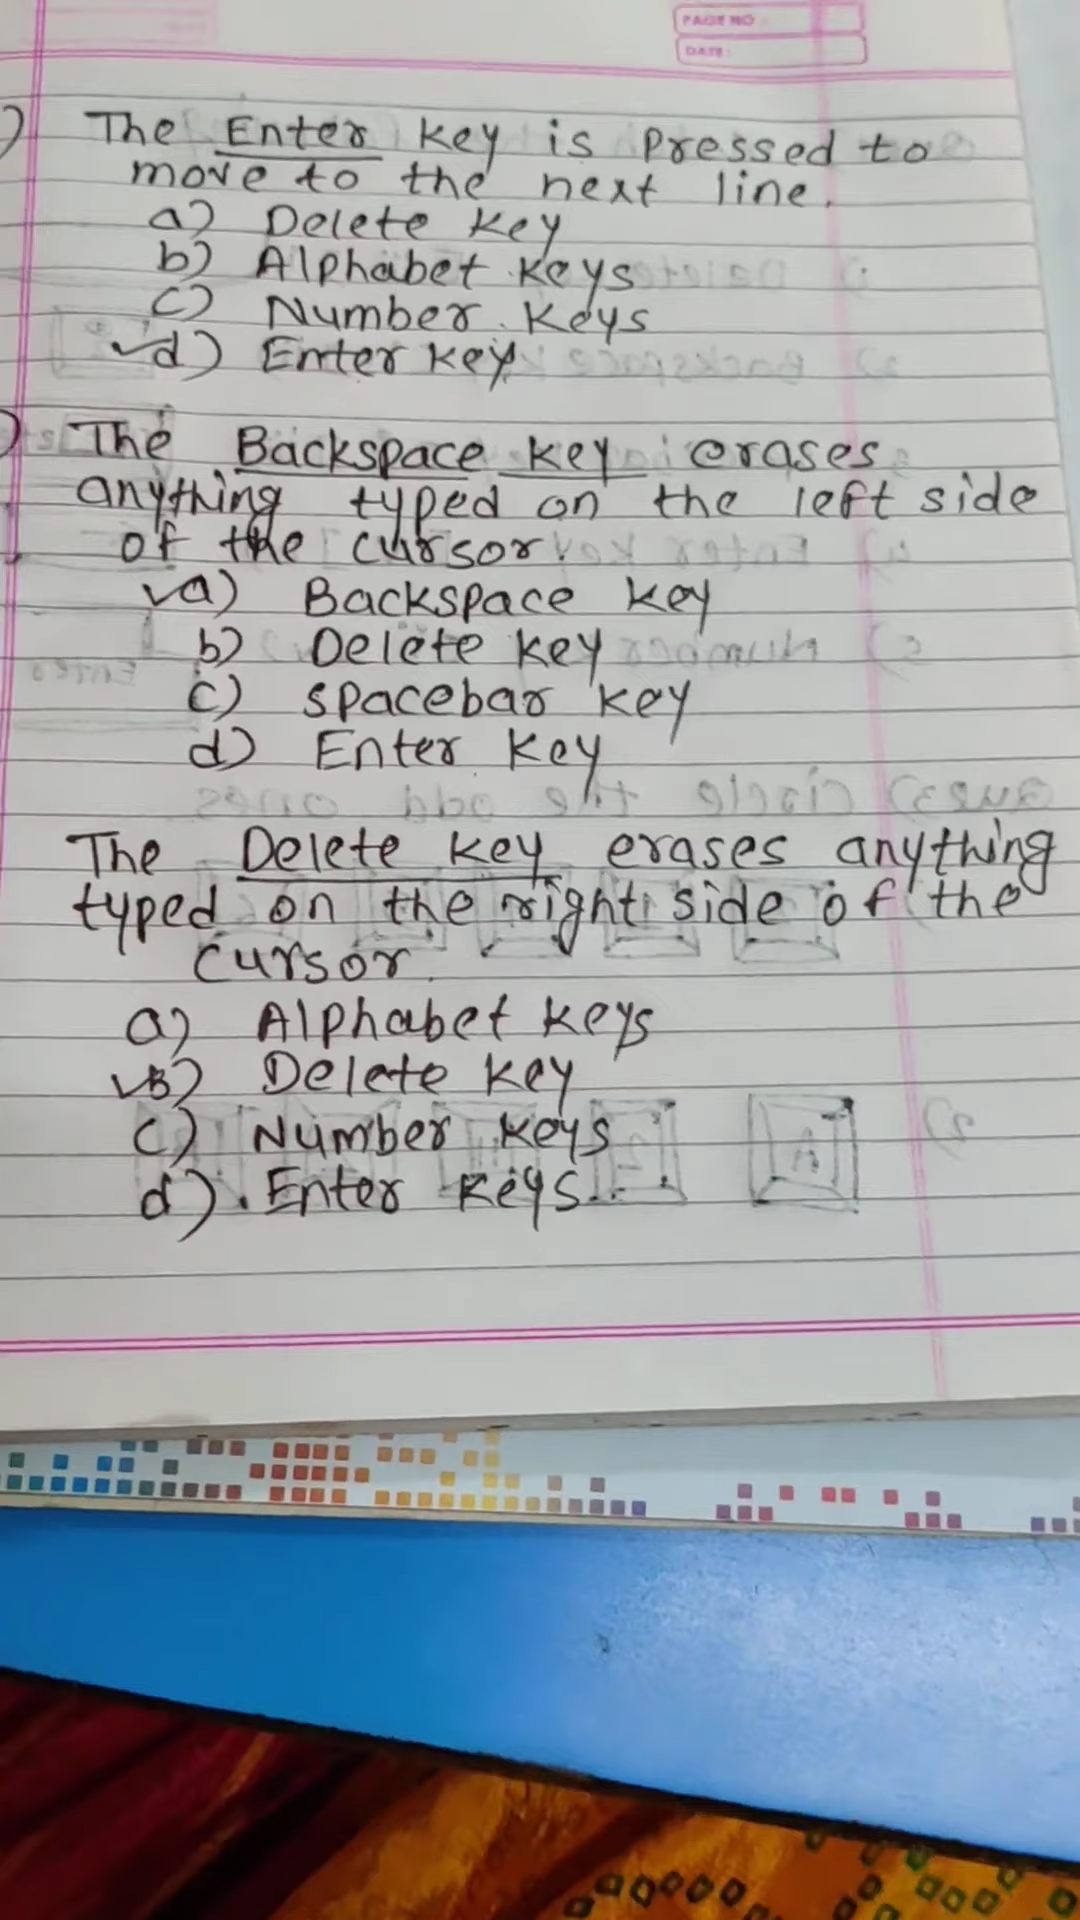 PAGE NO :
DATE:
) The Enter key is Pressed to
move to the next line.
a) Delete key
b) Alphabet keys
c) Number keys
✓d) Enter key
) The Backspace key erases
anything typed on the left side
of the cursor.
✓a) Backspace key
b) Delete key
c) spacebar key
d) Enter key
The Delete key erases anything
typed on the right side of the
cursor.
a) Alphabet keys
✓B) Delete key
c) Number keys
d) Enter keys